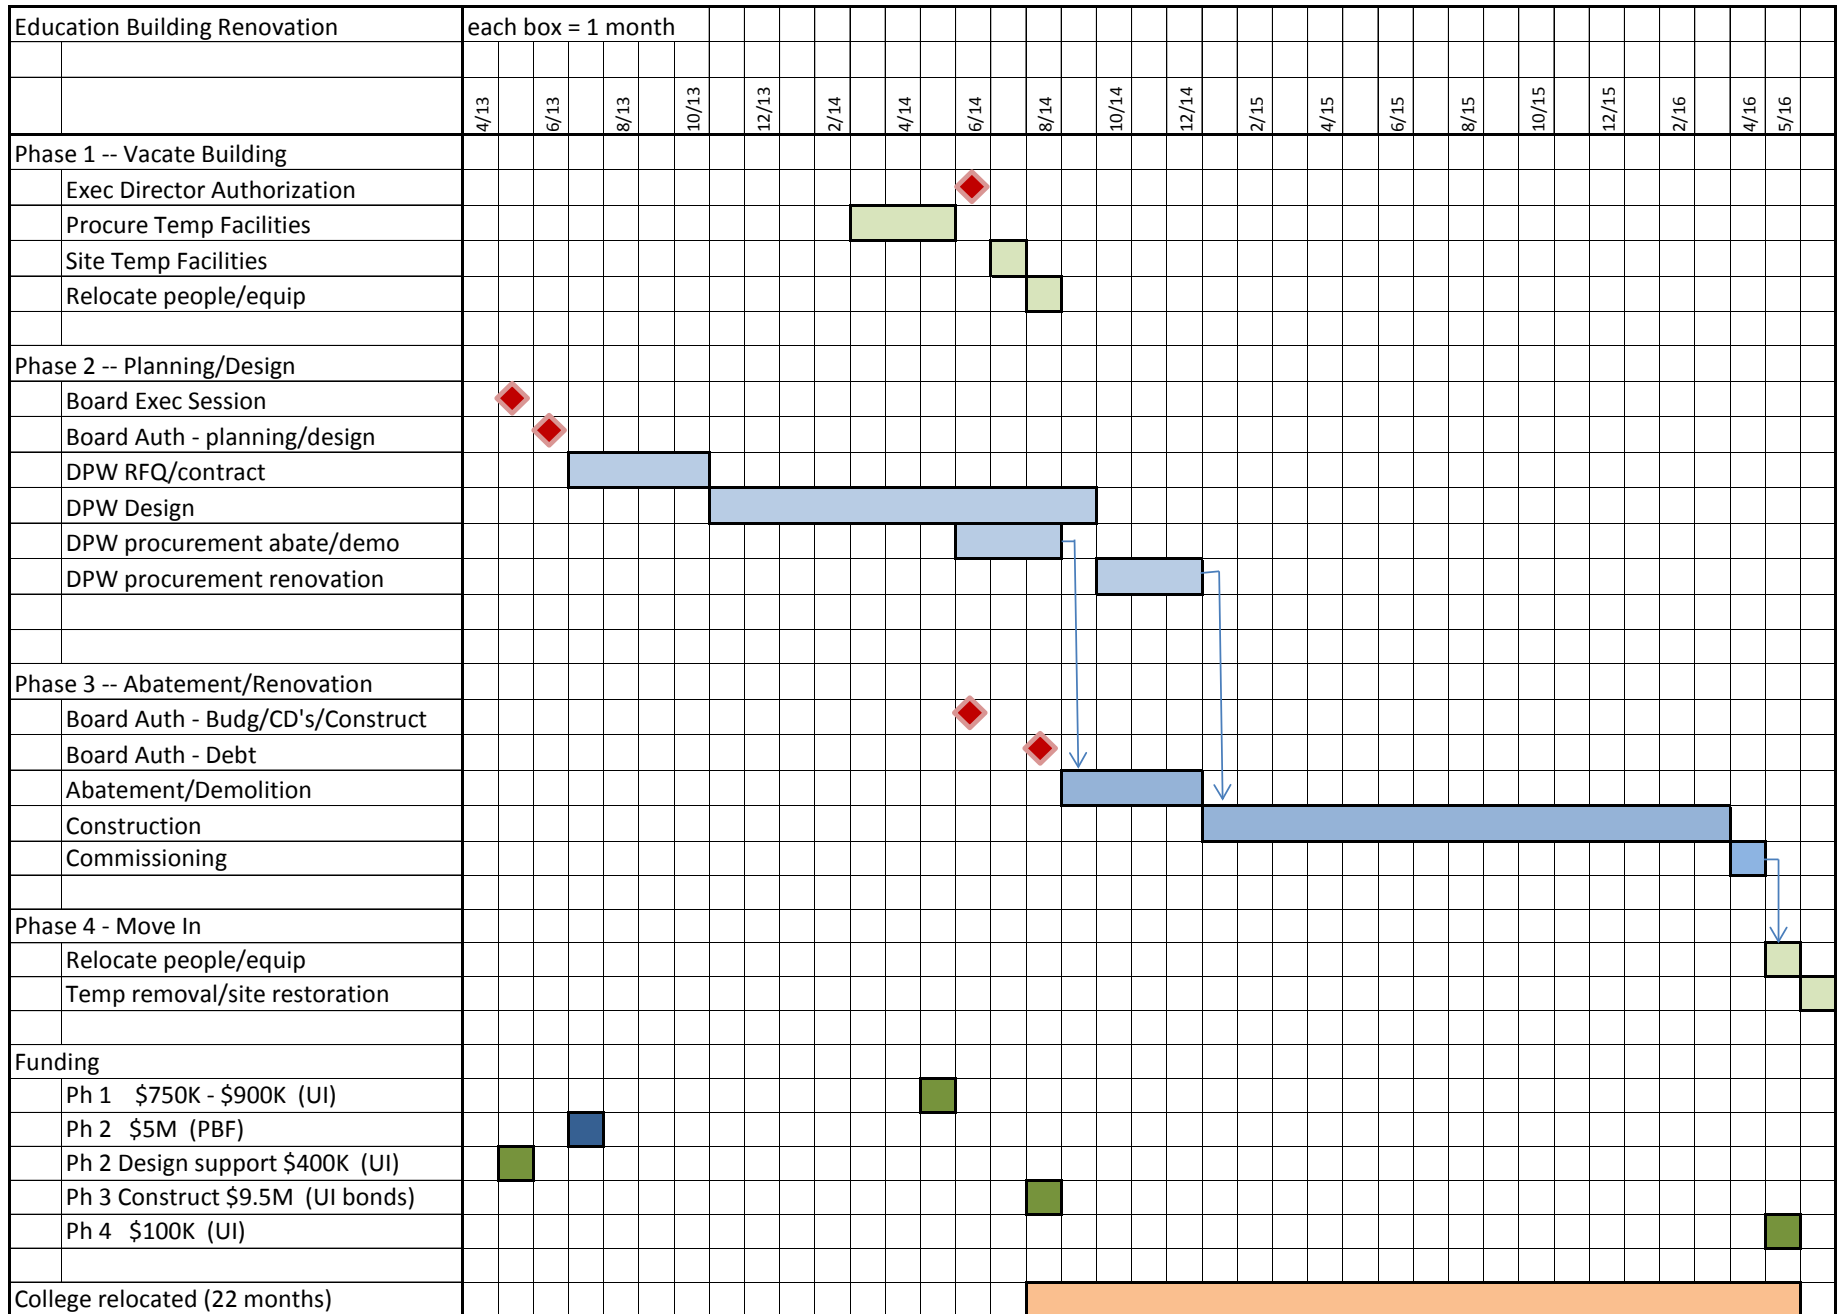 Education Building Renovation each box = 1 month
4/13 6/13 8/13 10/13 12/13 2/14 4/14 6/14 8/14 10/14 12/14 2/15 4/15 6/15 8/15 10/15 12/15 2/16 4/16 5/16
Phase 1 -- Vacate Building
Exec Director Authorization
Procure Temp Facilities
Site Temp Facilities
Relocate people/equip
Phase 2 -- Planning/Design
Board Exec Session
Board Auth - planning/design
DPW RFQ/contract
DPW Design
DPW procurement abate/demo
DPW procurement renovation
Phase 3 -- Abatement/Renovation
Board Auth - Budg/CD's/Construct
Board Auth - Debt
Abatement/Demolition
Construction
Commissioning
Phase 4 - Move In
Relocate people/equip
Temp removal/site restoration
Funding
Ph 1 $750K - $900K (UI)
Ph 2 $5M (PBF)
Ph 2 Design support $400K (UI)
Ph 3 Construct $9.5M (UI bonds)
Ph 4 $100K (UI)
College relocated (22 months)